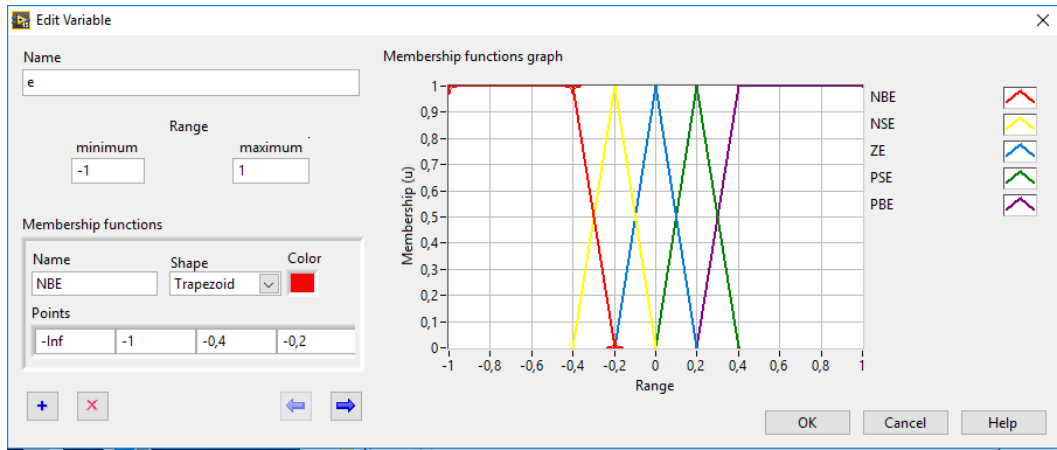 Edit Variable
Name
e
Range
minimum
maximum
-1
1
Membership functions
Name
Shape
Color
NBE
Trapezoid
Points
-Inf
-1
-0,4
-0,2
Membership functions graph
Membership (u)
1
0,9
0,8
0,7
0,6
0,5
0,4
0,3
0,2
0,1
0
-1 -0,8 -0,6 -0,4 -0,2 0 0,2 0,4 0,6 0,8 1
Range
NBE
NSE
ZE
PSE
PBE
OK
Cancel
Help